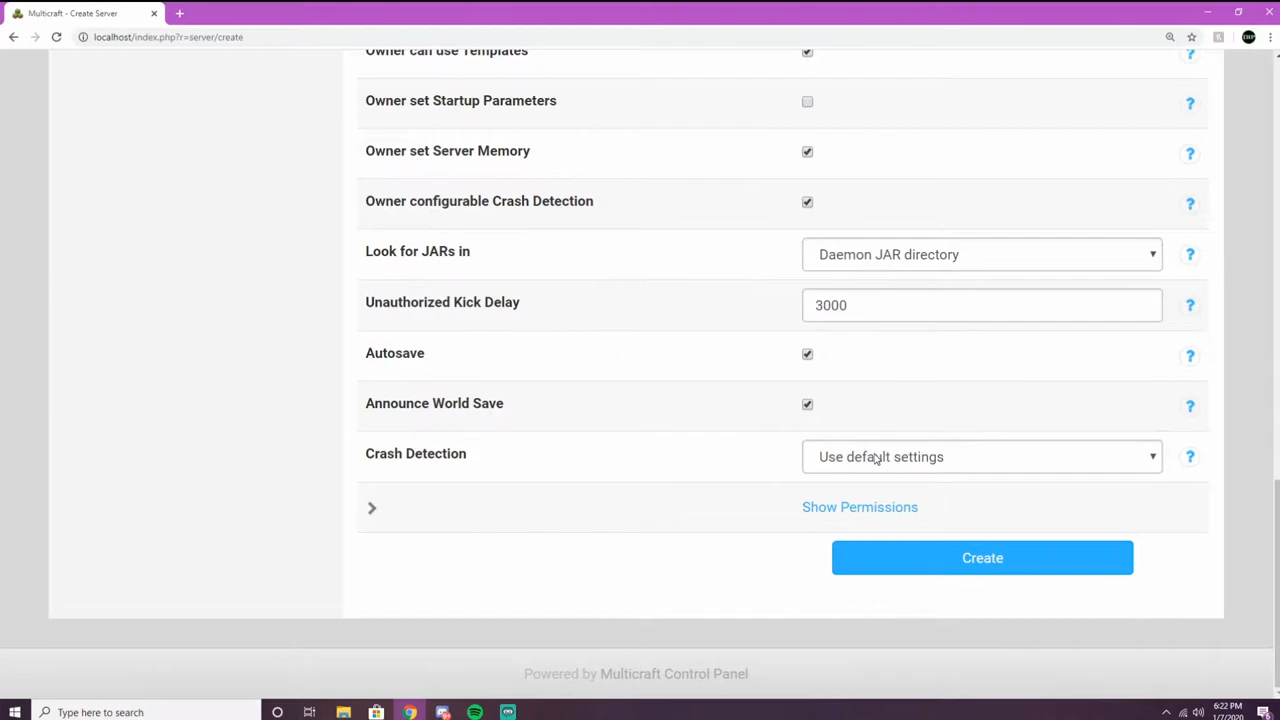 Multicraft - Create Server
localhost/index.php?r=server/create
Owner can use Templates
?
Owner set Startup Parameters
?
Owner set Server Memory
?
Owner configurable Crash Detection
?
Look for JARs in
Daemon JAR directory
?
Unauthorized Kick Delay
3000
?
Autosave
?
Announce World Save
?
Crash Detection
Use default settings
?
Show Permissions
Create
Powered by Multicraft Control Panel
Type here to search
6:22 PM
1/7/2020